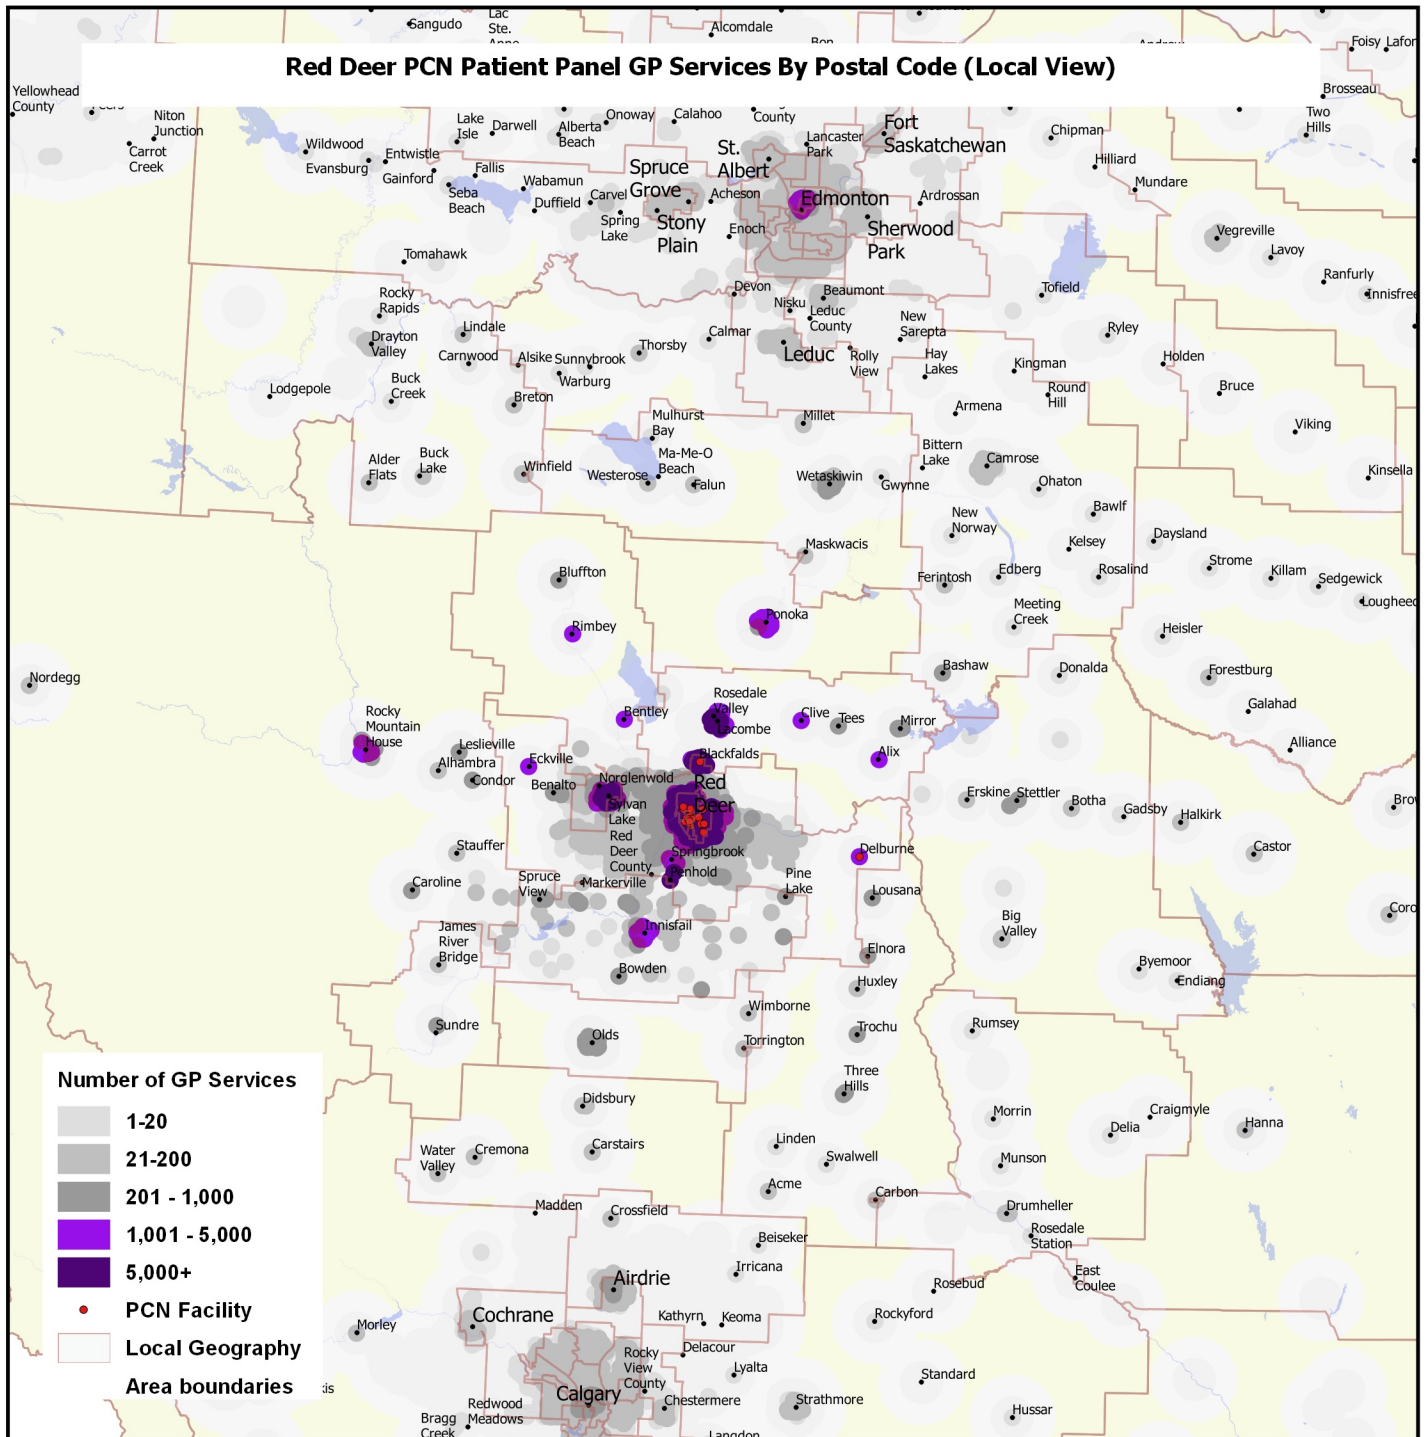 Sangudo
Lac
Ste.
Alcomdale
Foisy
Red Deer PCN Patient Panel GP Services By Postal Code (Local View)
Yellowhead
County
Brosseau
Niton
Junction
Carrot
Creek
Wildwood
Evansburg
Entwistle
Gainford
Lake
Isle
Darwell
Fallis
Seba
Beach
Wabamun
Duffield
Alberta
Beach
Onoway
Calahoo
County
Carvel
Spring
Lake
Spruce
Grove
Stony
Plain
St.
Albert
Acheson
Enoch
Lancaster
Park
Edmonton
Fort
Saskatchewan
Sherwood
Park
Ardrossan
Chipman
Hilliard
Mundare
Two
Hills
Vegreville
Lavoy
Ranfurly
Innisfree
Tomahawk
Rocky
Rapids
Drayton
Valley
Lindale
Carnwood
Alsike
Sunnybrook
Warburg
Thorsby
Calmar
Devon
Nisku
Beaumont
Leduc
County
Leduc
Rolly
View
New
Sarepta
Hay
Lakes
Tofield
Ryley
Kingman
Round
Hill
Holden
Bruce
Viking
Kinsella
Lodgepole
Buck
Creek
Breton
Mulhurst
Bay
Millet
Armena
Alder
Flats
Buck
Lake
Winfield
Westerose
Ma-Me-O
Beach
Falun
Wetaskiwin
Gwynne
Bittern
Lake
Camrose
Ohaton
Bawlf
New
Norway
Kelsey
Daysland
Strome
Killam
Sedgewick
Lougheed
Maskwacis
Ferintosh
Edberg
Rosalind
Bluffton
Rimbey
Ponoka
Meeting
Creek
Heisler
Nordegg
Bashaw
Donalda
Forestburg
Galahad
Alliance
Rocky
Mountain
House
Bentley
Rosedale
Valley
Lacombe
Clive
Tees
Mirror
Alix
Leslieville
Alhambra
Condor
Eckville
Benalto
Norglenwold
Sylvan
Lake
Blackfalds
Red
Deer
Red
Deer
County
Erskine
Stettler
Botha
Gadsby
Halkirk
Castor
Stauffer
Caroline
Spruce
View
Markerville
Springbrook
Penhold
Pine
Lake
Delburne
Lousana
Big
Valley
James
River
Bridge
Innisfail
Bowden
Elnora
Huxley
Byemoor
Endiang
Sundre
Olds
Wimborne
Torrington
Trochu
Rumsey
Three
Hills
Didsbury
Carstairs
Water
Valley
Cremona
Linden
Swalwell
Acme
Morrin
Munson
Delia
Craigmyle
Hanna
Madden
Crossfield
Carbon
Drumheller
Rosedale
Station
East
Coulee
Beiseker
Irricana
Airdrie
Rosebud
Rockyford
Cochrane
Kathyrn
Keoma
Morley
Delacour
Rocky
View
County
Lyalta
Calgary
Chestermere
Strathmore
Standard
Hussar
Redwood
Meadows
Bragg
Creek
Langdon
Number of GP Services
1-20
21-200
201 - 1,000
1,001 - 5,000
5,000+
PCN Facility
Local Geography
Area boundaries